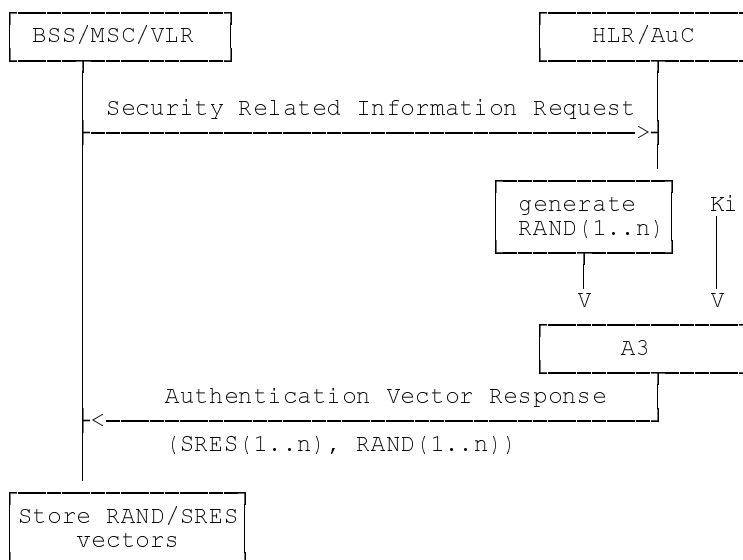 BSS/MSC/VLR
HLR/AuC
Security Related Information Request
generate
RAND(1..n)
Ki
V
V
A3
Authentication Vector Response
(SRES(1..n), RAND(1..n))
Store RAND/SRES
vectors